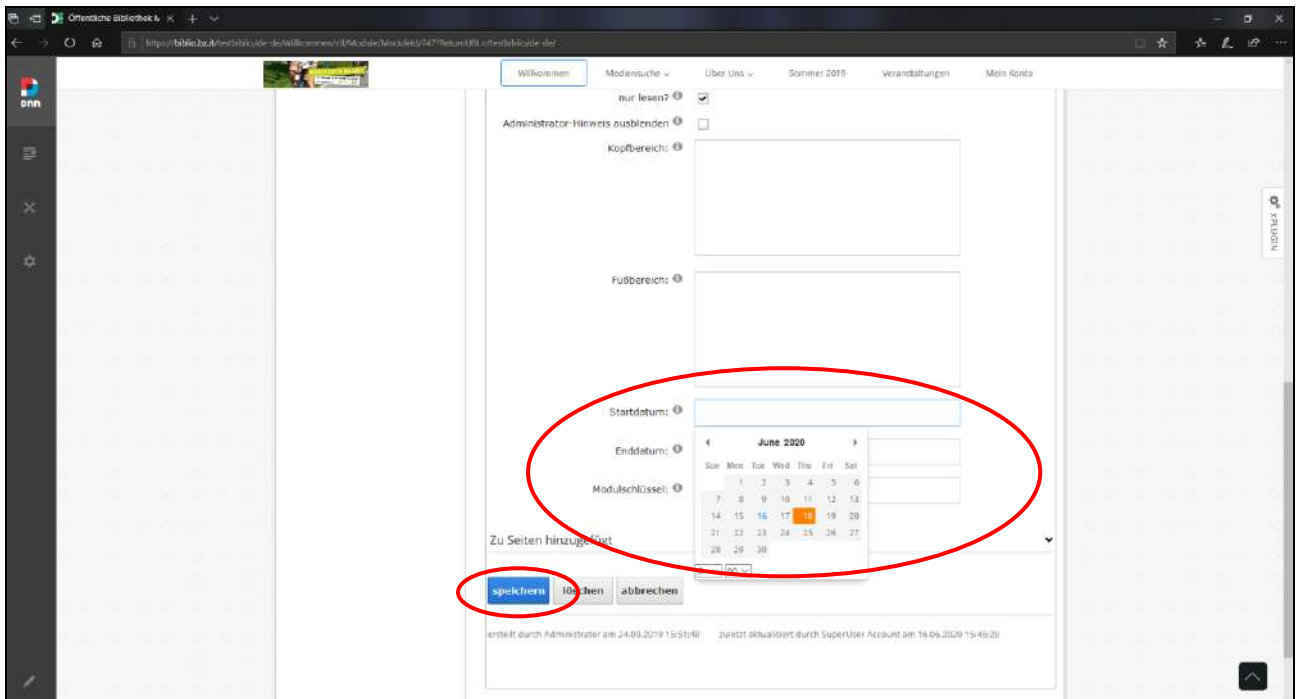 Öffentliche Bibliothek
Willkommen Mediensuche Über Uns Sommer 2019 Veranstaltungen Mein Konto
dnn
nur lesen?
Administrator-Hinweis ausblenden
Kopfbereich:
XPLUGIN
Fußbereich:
Startdatum:
June 2020
Enddatum:
Sun Mon Tue Wed Thu Fri Sat
1 2 3 4 5 6
Modulschlüssel:
7 8 9 10 11 12 13
14 15 16 17 18 19 20
21 22 23 24 25 26 27
Zu Seiten hinzugefügt
28 29 30
00
speichern löschen abbrechen
erstellt durch Administrator am 24.09.2019 15:51:48 zuletzt aktualisiert durch SuperUser Account am 16.06.2020